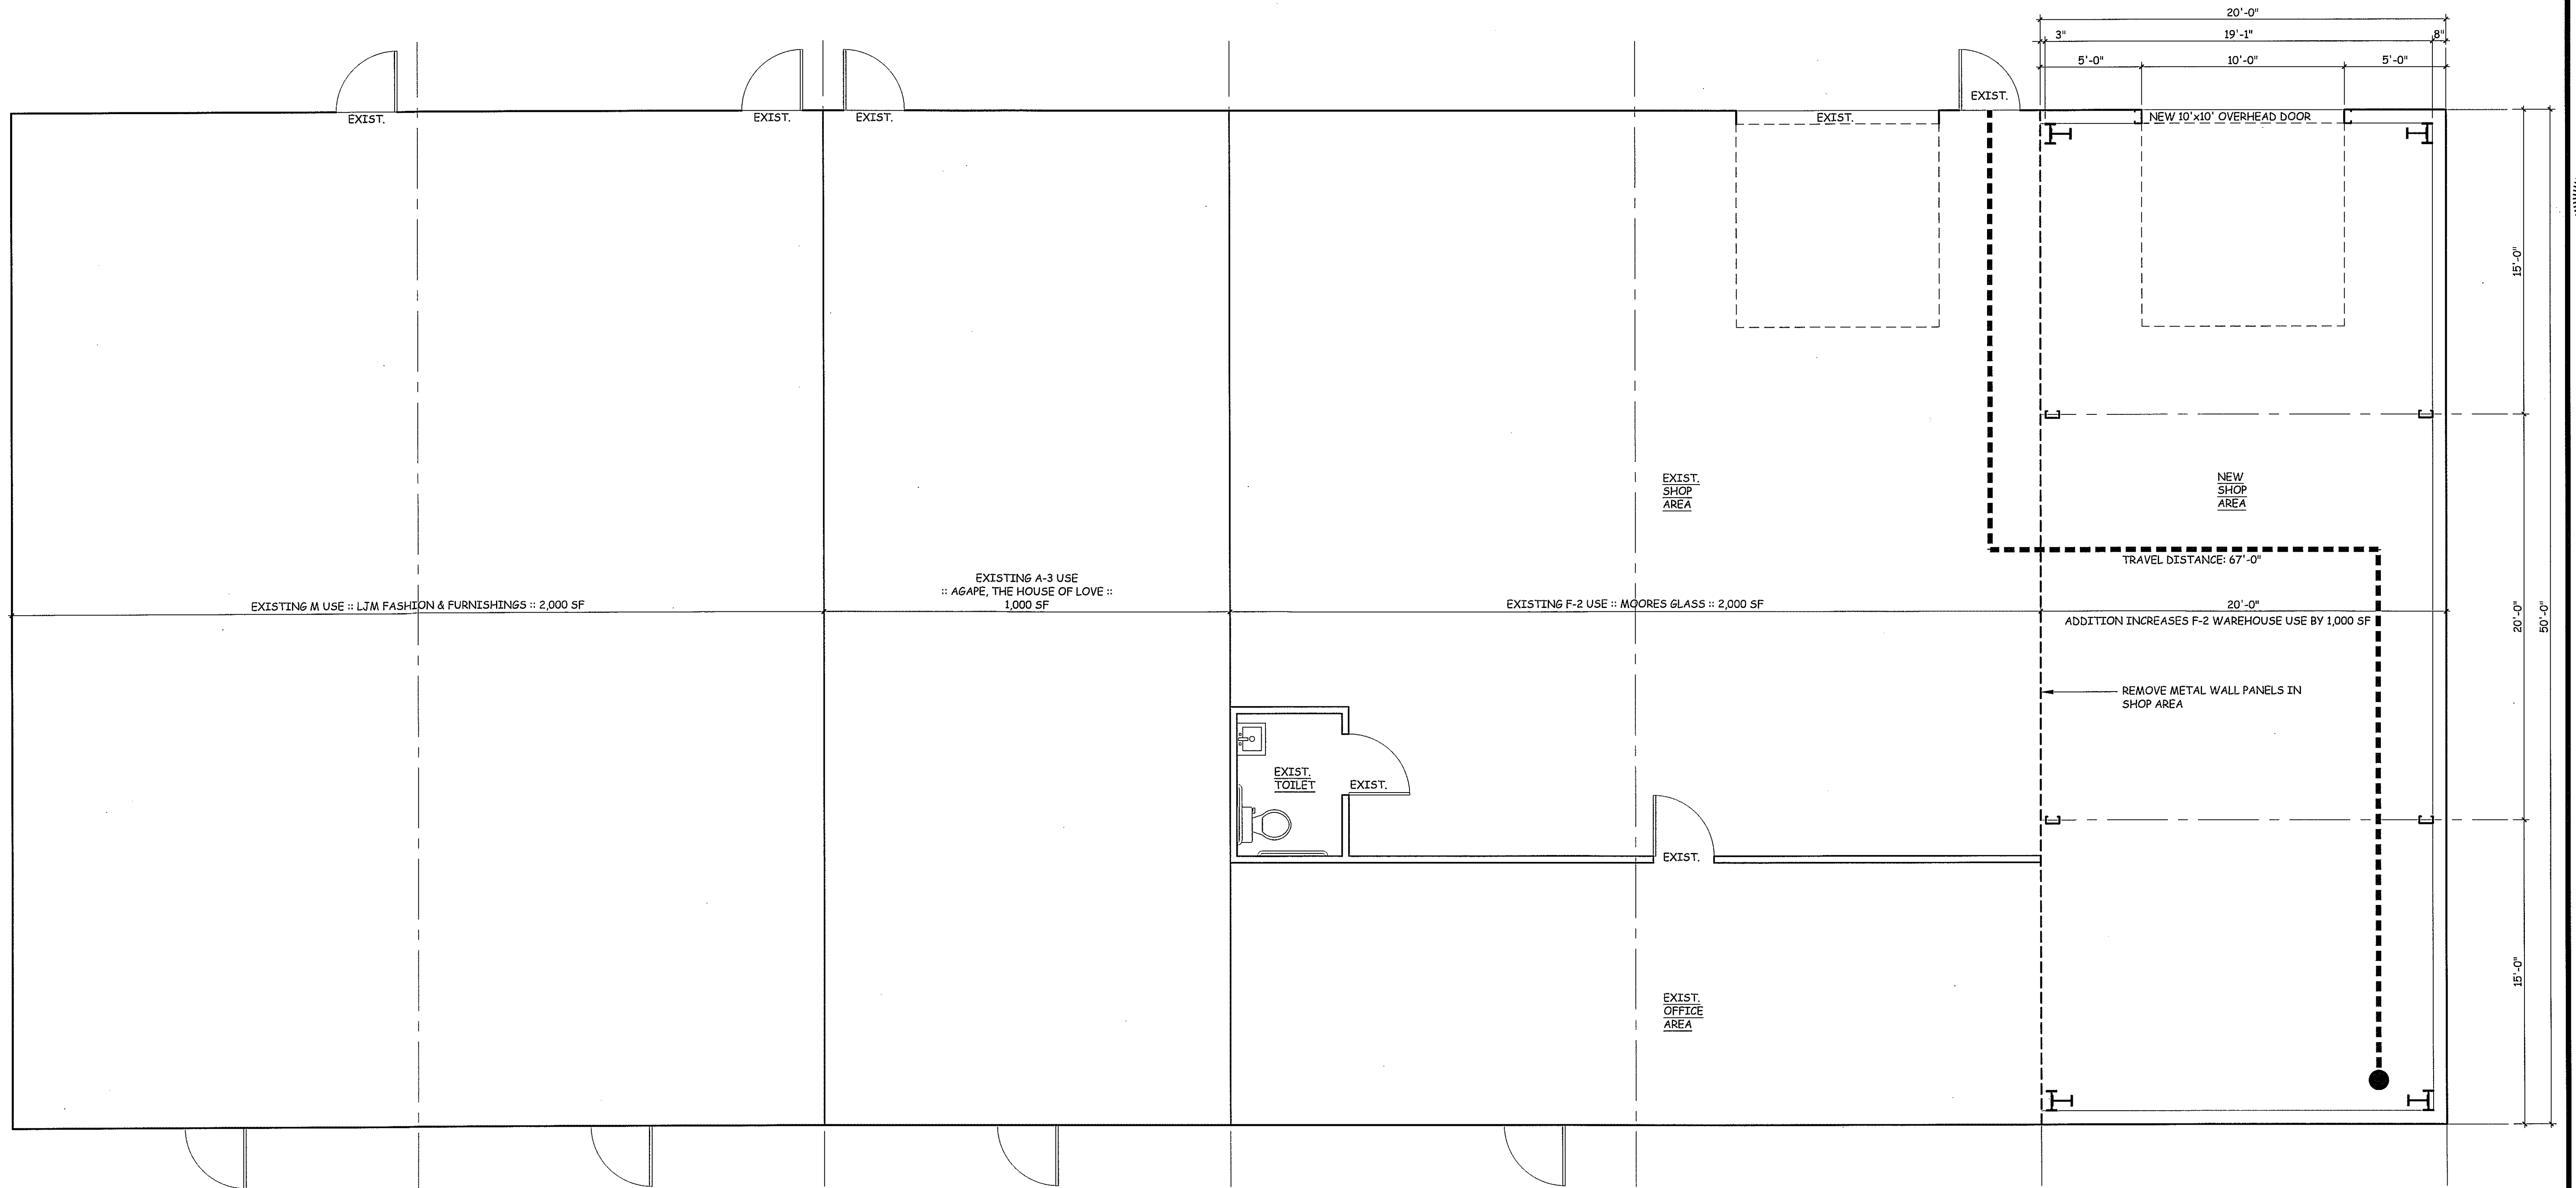 20'-0"
3"
19'-1"
8"
5'-0"
10'-0"
5'-0"
EXIST.
EXIST.
EXIST.
EXIST.
EXIST.
NEW 10'x10' OVERHEAD DOOR
15'-0"
EXIST.
SHOP
AREA
NEW
SHOP
AREA
TRAVEL DISTANCE: 67'-0"
EXISTING M USE :: LJM FASHION & FURNISHINGS :: 2,000 SF
EXISTING A-3 USE
:: AGAPE, THE HOUSE OF LOVE ::
1,000 SF
EXISTING F-2 USE :: MOORES GLASS :: 2,000 SF
20'-0"
ADDITION INCREASES F-2 WAREHOUSE USE BY 1,000 SF
20'-0"
50'-0"
REMOVE METAL WALL PANELS IN
SHOP AREA
EXIST.
TOILET
EXIST.
EXIST.
EXIST.
OFFICE
AREA
15'-0"